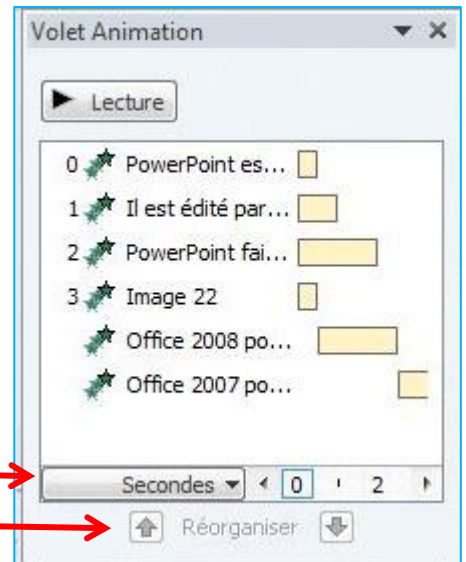 Volet Animation
Lecture
0 PowerPoint es...
1 Il est édité par...
2 PowerPoint fai...
3 Image 22
Office 2008 po...
Office 2007 po...
Secondes 0 2
Réorganiser